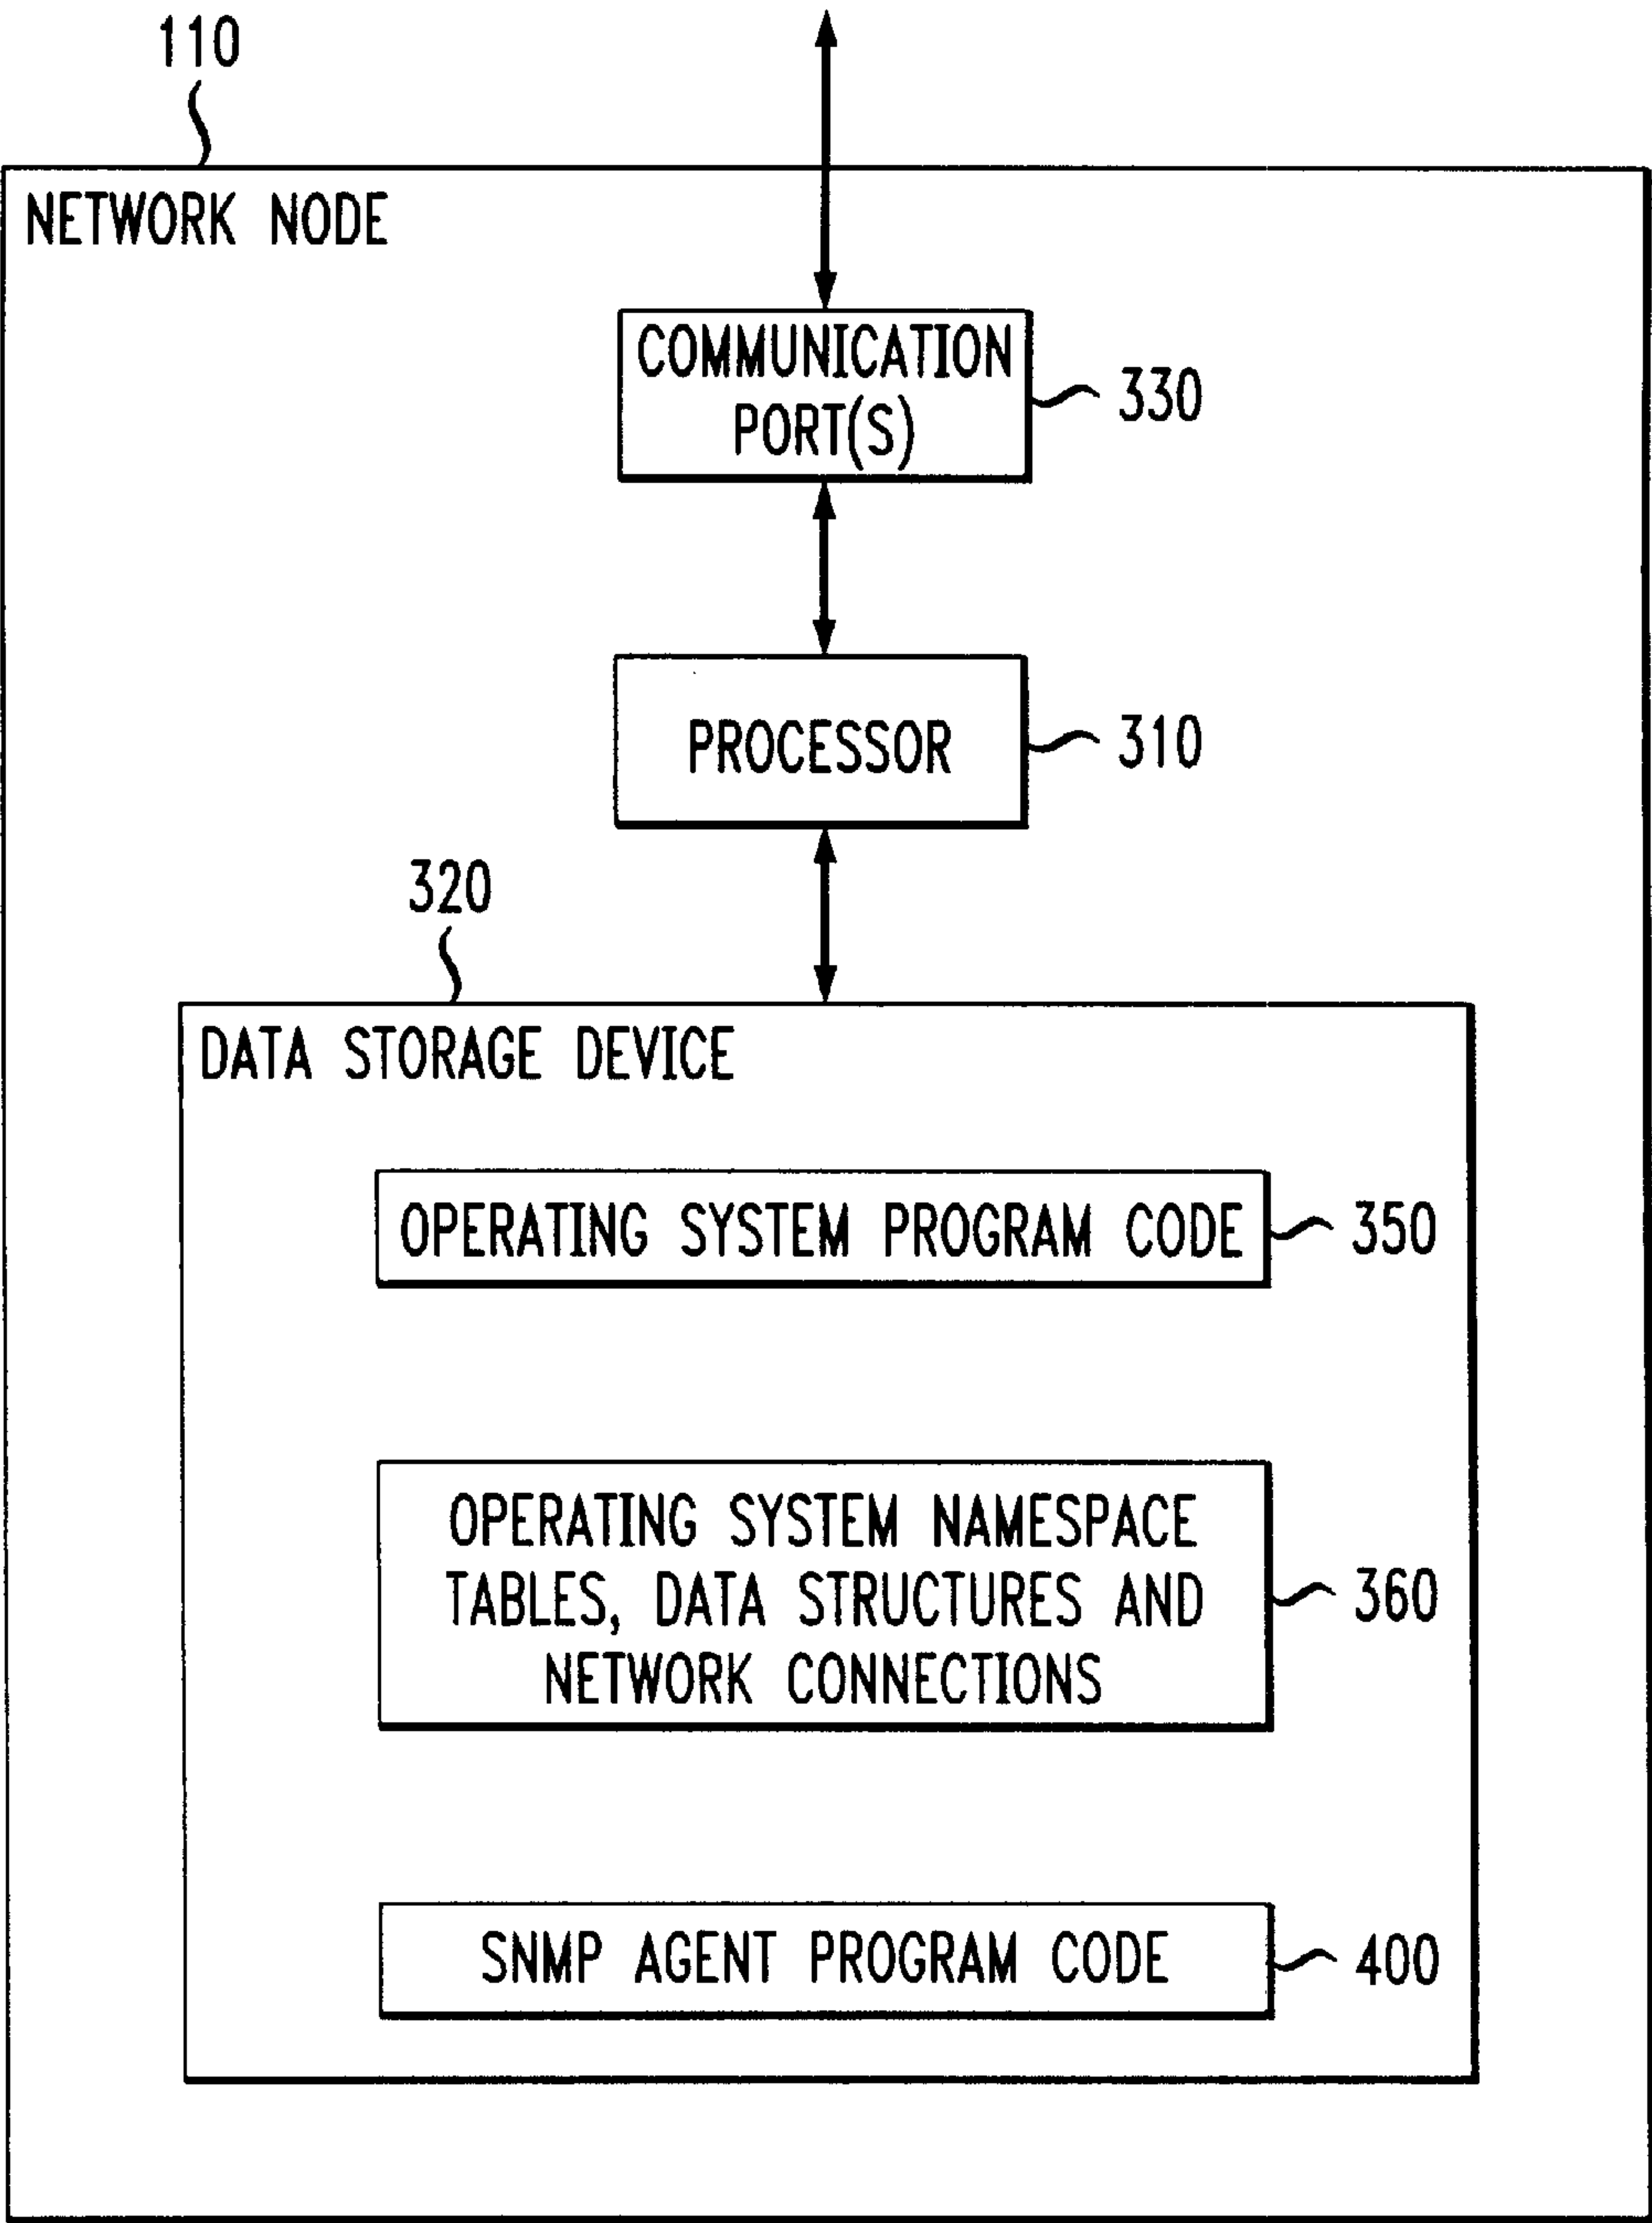 110
NETWORK NODE
COMMUNICATION
PORT(S)
330
PROCESSOR
310
320
DATA STORAGE DEVICE
OPERATING SYSTEM PROGRAM CODE
350
OPERATING SYSTEM NAMESPACE
TABLES, DATA STRUCTURES AND
NETWORK CONNECTIONS
360
SNMP AGENT PROGRAM CODE
400